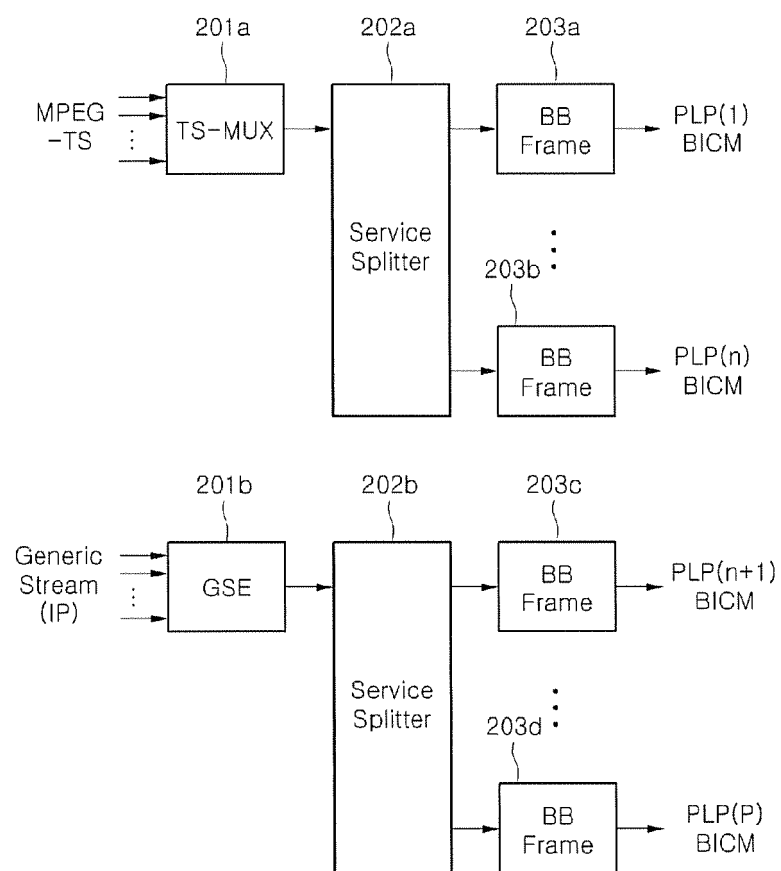 201a
202a
203a
MPEG
-TS
TS-MUX
Service
Splitter
BB
Frame
PLP(1)
BICM
203b
BB
Frame
PLP(n)
BICM
201b
202b
203c
Generic
Stream
(IP)
GSE
Service
Splitter
BB
Frame
PLP(n+1)
BICM
203d
BB
Frame
PLP(P)
BICM